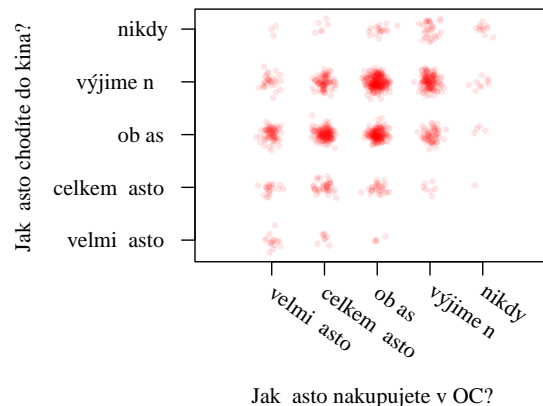 Jak asto chodíte do kina?
nikdy
výjime n
ob as
celkem asto
velmi asto
velmi asto
celkem asto
ob as
výjime n
nikdy
Jak asto nakupujete v OC?